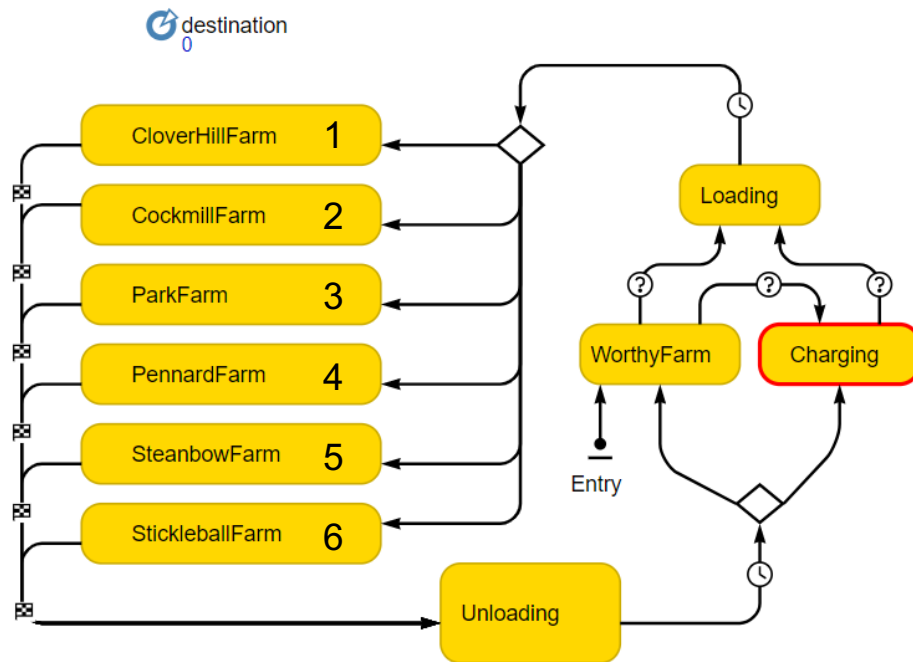 destination
0
CloverHillFarm 1
CockmillFarm 2
ParkFarm 3
PennardFarm 4
SteanbowFarm 5
StickleballFarm 6
Loading
? ? ?
WorthyFarm
Charging
Entry
Unloading